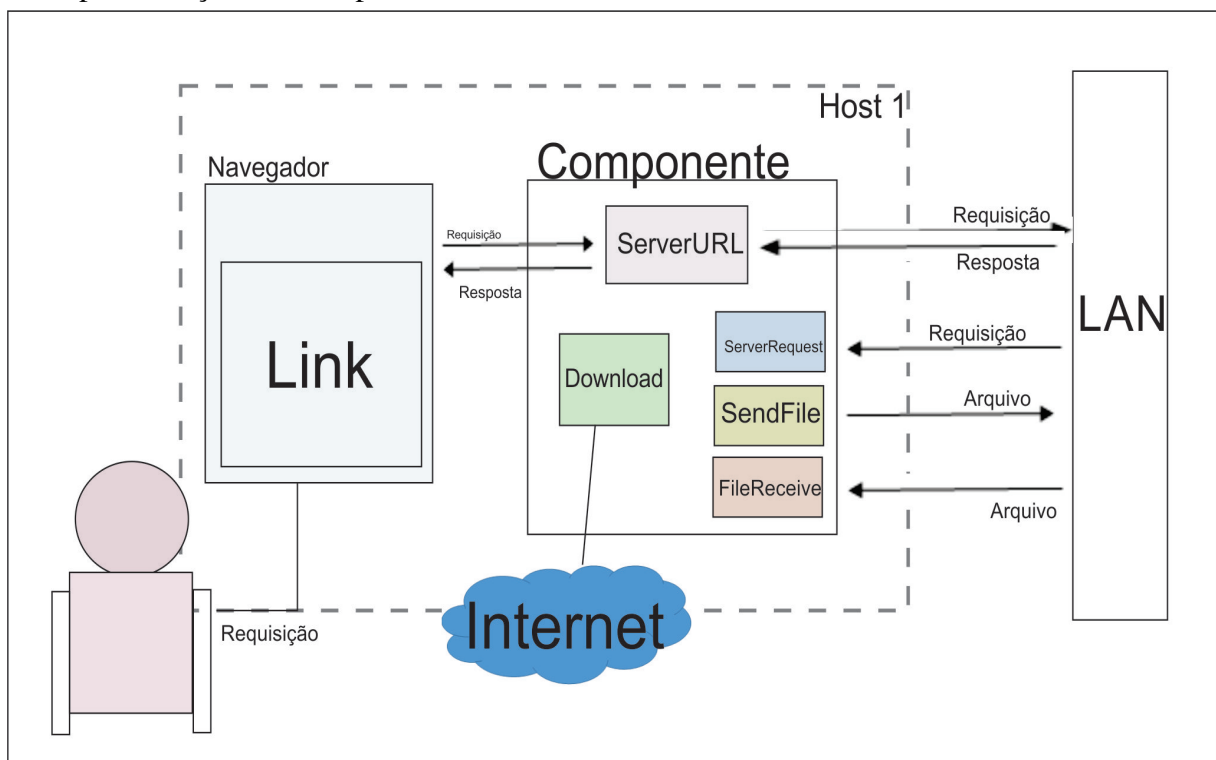 Host 1
Navegador
Componente
Requisição
Resposta
Link
ServerURL
Download
ServerRequest
SendFile
FileReceive
Requisição
Resposta
Requisição
Arquivo
Arquivo
LAN
Internet
Requisição